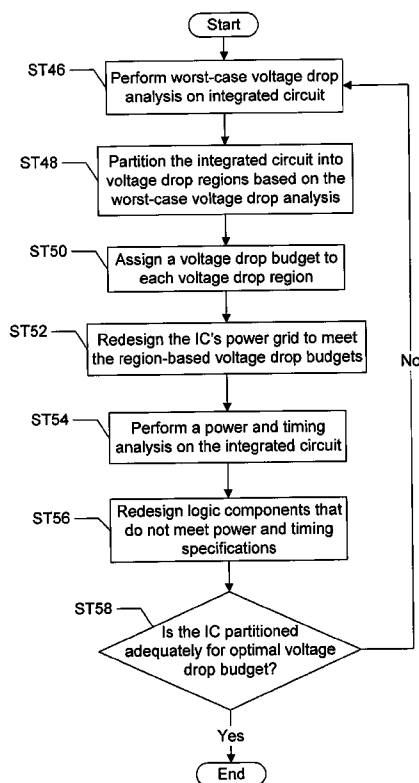 Start
ST46
Perform worst-case voltage drop
analysis on integrated circuit
ST48
Partition the integrated circuit into
voltage drop regions based on the
worst-case voltage drop analysis
ST50
Assign a voltage drop budget to
each voltage drop region
ST52
Redesign the IC's power grid to meet
the region-based voltage drop budgets
No
ST54
Perform a power and timing
analysis on the integrated circuit
ST56
Redesign logic components that
do not meet power and timing
specifications
ST58
Is the IC partitioned
adequately for optimal voltage
drop budget?
Yes
End